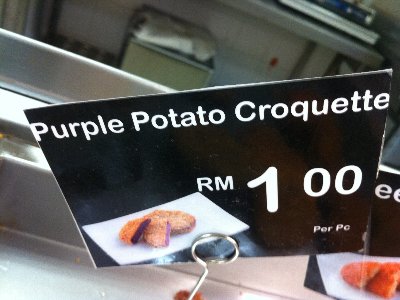 Purple Potato Croquette
RM 1 00
Per Pc